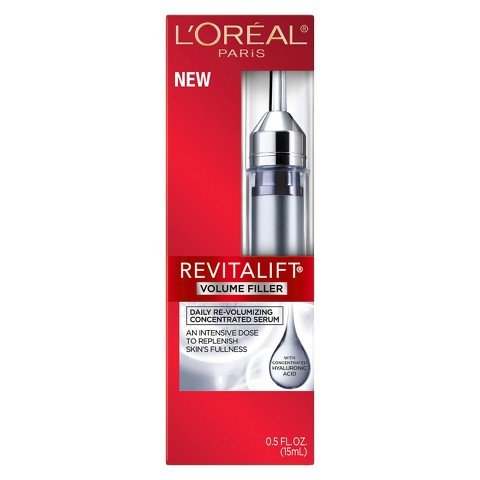 L'ORÉAL®
PARiS
NEW
REVITALIFT®
VOLUME FILLER
DAILY RE-VOLUMIZING
CONCENTRATED SERUM
AN INTENSIVE DOSE
TO REPLENISH
SKIN'S FULLNESS
WITH
CONCENTRATED
HYALURONIC
ACID
0.5 FL.OZ.
(15mL)